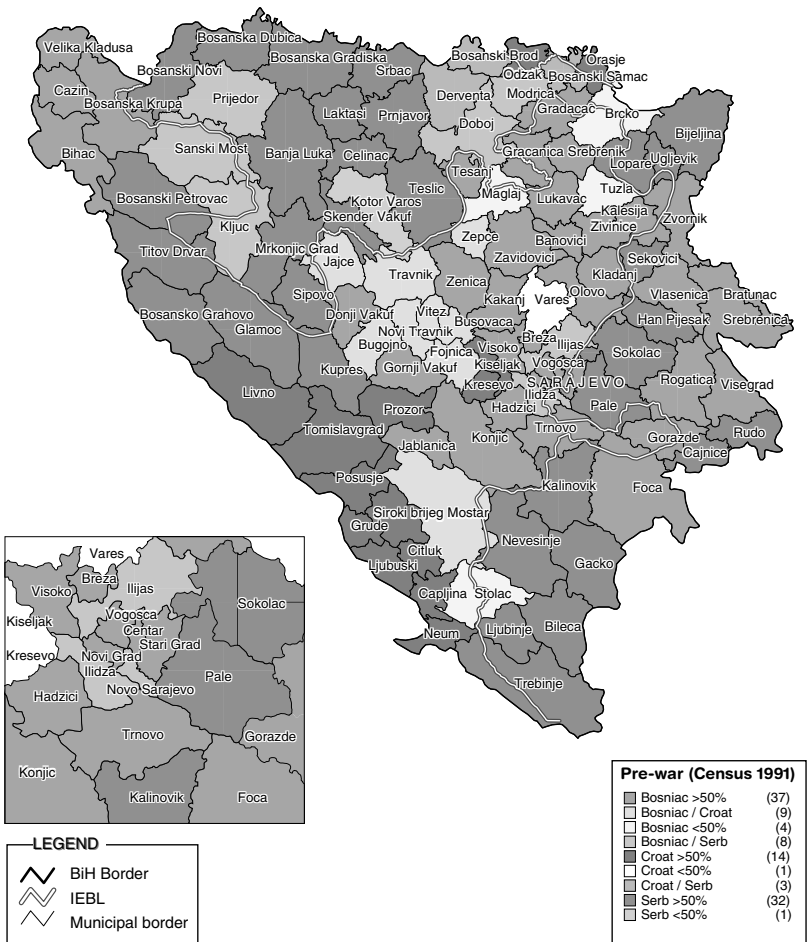 Velika Kladusa
Bosanska Dubica
Bosanska Gradiska
Bosanski Brod
Orasje
Cazin
Bosanski Novi
Srbac
Odzak
Bosanski Samac
Bosanska Krupa
Prijedor
Derventa
Modrica
Gradacac
Brcko
Laktasi
Prnjavor
Doboj
Bijeljina
Bihac
Sanski Most
Banja Luka
Celinac
Gracanica
Srebrenik
Lopare
Ugljevik
Tesanj
Teslic
Maglaj
Tuzla
Bosanski Petrovac
Kotor Varos
Lukavac
Kalesija
Zvornik
Skender Vakuf
Kljuc
Zivinice
Zepce
Banovici
Titov Drvar
Mrkonjic Grad
Jajce
Zavidovici
Sekovici
Travnik
Zenica
Kladanj
Sipovo
Kakanj
Vares
Olovo
Vlasenica
Bratunac
Bosansko Grahovo
Donji Vakuf
Vitez
Busovaca
Han Pijesak
Srebrenica
Glamoc
Novi Travnik
Bugojno
Breza
Ilijas
Fojnica
Visoko
Sokolac
Kupres
Gornji Vakuf
Kiseljak
Vogosca
Kresevo
SARAJEVO
Rogatica
Visegrad
Livno
Ilidza
Prozor
Hadzici
Pale
Tomislavgrad
Konjic
Trnovo
Gorazde
Rudo
Jablanica
Cajnice
Posusje
Kalinovik
Foca
Siroki brijeg
Mostar
Grude
Nevesinje
Citluk
Gacko
Ljubuski
Capljina
Stolac
Neum
Ljubinje
Bileca
Trebinje
Vares
Breza
Visoko
Ilijas
Sokolac
Kiseljak
Vogosca
Centar
Stari Grad
Kresevo
Novi Grad
Ilidza
Pale
Hadzici
Novo Sarajevo
Trnovo
Gorazde
Konjic
Kalinovik
Foca
LEGEND
BiH Border
IEBL
Municipal border
Pre-war (Census 1991)
Bosniac >50% (37)
Bosniac / Croat (9)
Bosniac <50% (4)
Bosniac / Serb (8)
Croat >50% (14)
Croat <50% (1)
Croat / Serb (3)
Serb >50% (32)
Serb <50% (1)